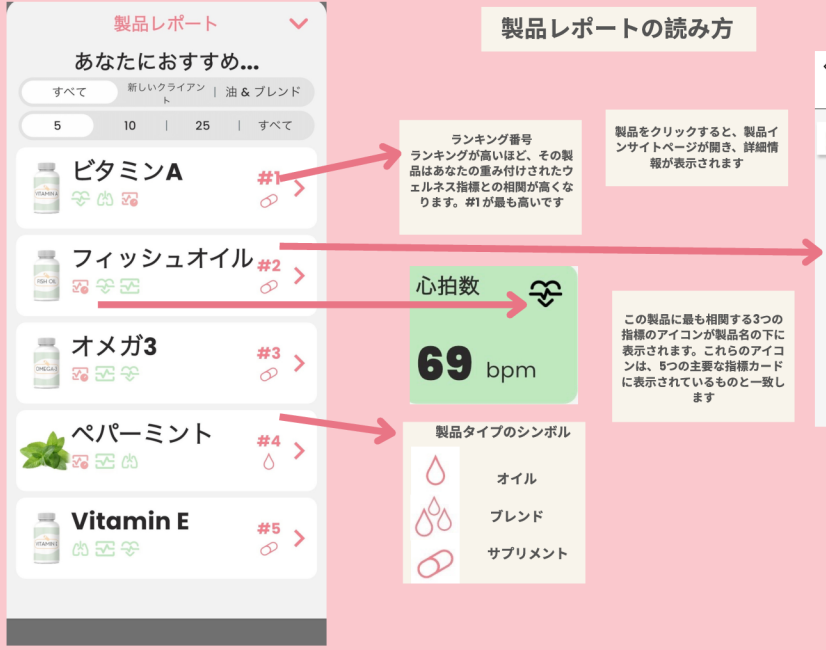 製品レポート
あなたにおすすめ...
すべて
新しいクライアン
ト
|
油 & ブレンド
5
10
|
25
|
すべて
ビタミンA
#1
VITAMIN A
フィッシュオイル
#2
FISH OIL
オメガ3
#3
OMEGA 3
ペパーミント
#4
Vitamin E
#5
VITAMIN E
製品レポートの読み方
ランキング番号
ランキングが高いほど、その製
品はあなたの重み付けされたウ
ェルネス指標との相関が高くな
ります。#1 が最も高いです
製品をクリックすると、製品イ
ンサイトページが開き、詳細情
報が表示されます
心拍数
69 bpm
この製品に最も相関する3つの
指標のアイコンが製品名の下に
表示されます。これらのアイコ
ンは、5つの主要な指標カード
に表示されているものと一致し
ます
製品タイプのシンボル
オイル
ブレンド
サプリメント